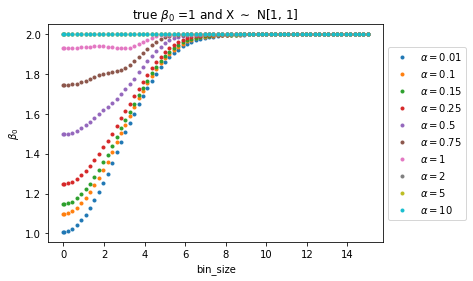 true β₀ =1 and X ∼ N[1, 1]
β₀
2.0
1.8
1.6
1.4
1.2
1.0
0 2 4 6 8 10 12 14
bin_size
α = 0.01
α = 0.1
α = 0.15
α = 0.25
α = 0.5
α = 0.75
α = 1
α = 2
α = 5
α = 10